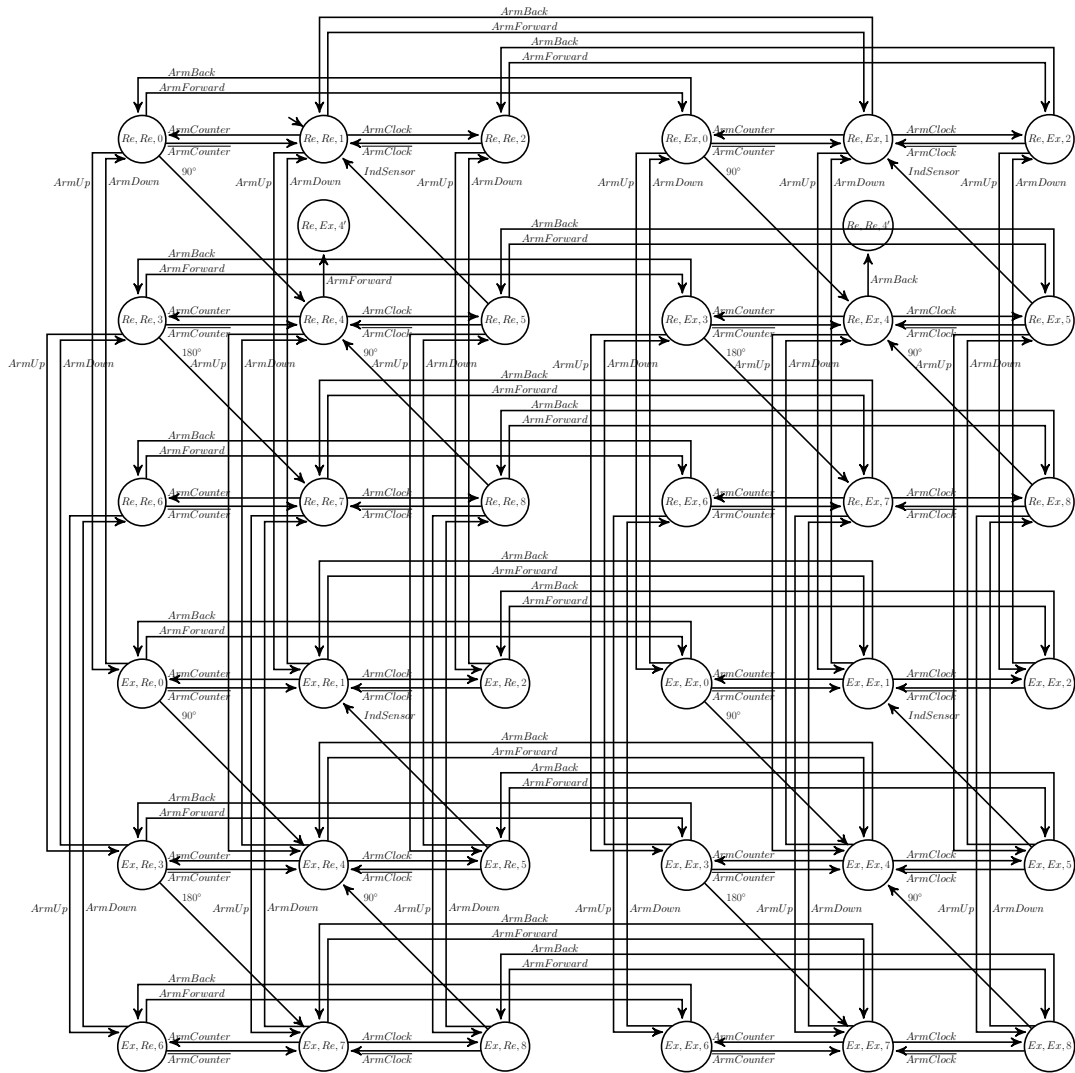 ArmBack
ArmForward
ArmBack
ArmForward
ArmBack
ArmForward
Re, Re, 0 ArmCounter Re, Re, 1 ArmClock Re, Re, 2 Re, Ex, 0 ArmCounter Re, Ex, 1 ArmClock Re, Ex, 2
ArmCounter ArmClock ArmCounter ArmClock
90° IndSensor 90° IndSensor
ArmUp ArmDown ArmUp ArmDown ArmUp ArmDown ArmUp ArmDown ArmUp ArmDown ArmUp ArmDown
Re, Ex, 4′ Re, Re, 4′
ArmBack
ArmForward
ArmBack
ArmForward
ArmForward ArmBack
Re, Re, 3 ArmCounter Re, Re, 4 ArmClock Re, Re, 5 Re, Ex, 3 ArmCounter Re, Ex, 4 ArmClock Re, Ex, 5
ArmCounter ArmClock ArmCounter ArmClock
180° 90° 180° 90°
ArmUp ArmDown ArmUp ArmDown ArmUp ArmDown ArmUp ArmDown ArmUp ArmDown ArmUp ArmDown
ArmBack
ArmForward
ArmBack
ArmForward
ArmBack
ArmForward
Re, Re, 6 ArmCounter Re, Re, 7 ArmClock Re, Re, 8 Re, Ex, 6 ArmCounter Re, Ex, 7 ArmClock Re, Ex, 8
ArmCounter ArmClock ArmCounter ArmClock
ArmBack
ArmForward
ArmBack
ArmForward
ArmBack
ArmForward
Ex, Re, 0 ArmCounter Ex, Re, 1 ArmClock Ex, Re, 2 Ex, Ex, 0 ArmCounter Ex, Ex, 1 ArmClock Ex, Ex, 2
ArmCounter ArmClock ArmCounter ArmClock
90° IndSensor 90° IndSensor
ArmBack
ArmForward
ArmBack
ArmForward
ArmBack
ArmForward
Ex, Re, 3 ArmCounter Ex, Re, 4 ArmClock Ex, Re, 5 Ex, Ex, 3 ArmCounter Ex, Ex, 4 ArmClock Ex, Ex, 5
ArmCounter ArmClock ArmCounter ArmClock
180° 90° 180° 90°
ArmUp ArmDown ArmUp ArmDown ArmUp ArmDown ArmUp ArmDown ArmUp ArmDown ArmUp ArmDown
ArmBack
ArmForward
ArmBack
ArmForward
ArmBack
ArmForward
Ex, Re, 6 ArmCounter Ex, Re, 7 ArmClock Ex, Re, 8 Ex, Ex, 6 ArmCounter Ex, Ex, 7 ArmClock Ex, Ex, 8
ArmCounter ArmClock ArmCounter ArmClock